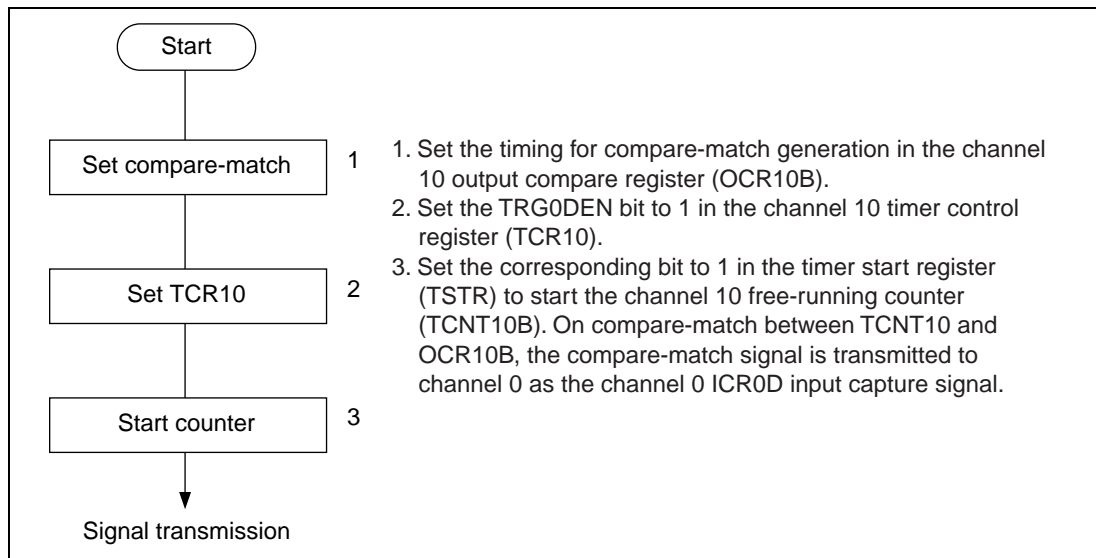 Start
Set compare-match
1
Set TCR10
2
Start counter
3
Signal transmission
1. Set the timing for compare-match generation in the channel
10 output compare register (OCR10B).
2. Set the TRG0DEN bit to 1 in the channel 10 timer control
register (TCR10).
3. Set the corresponding bit to 1 in the timer start register
(TSTR) to start the channel 10 free-running counter
(TCNT10B). On compare-match between TCNT10 and
OCR10B, the compare-match signal is transmitted to
channel 0 as the channel 0 ICR0D input capture signal.